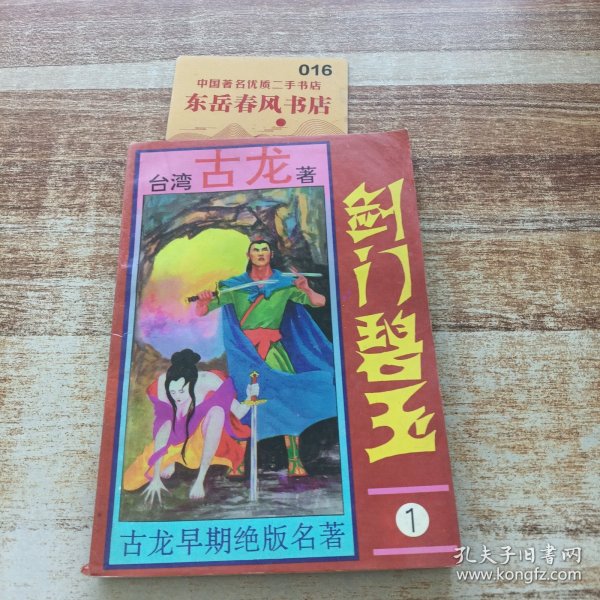 016
中国著名优质二手书店
东岳春风书店
台湾 古龙 著
剑门碧玉
1
古龙早期绝版名著
孔夫子旧书网
www.kongfz.com